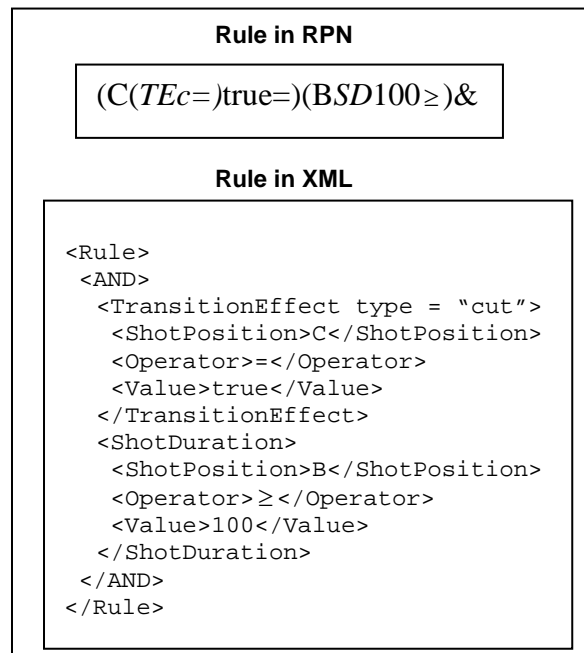 Rule in RPN
(C(TEc=)true=)(BSD100≥)&
Rule in XML
<Rule>
<AND>
<TransitionEffect type = “cut”>
<ShotPosition>C</ShotPosition>
<Operator>=</Operator>
<Value>true</Value>
</TransitionEffect>
<ShotDuration>
<ShotPosition>B</ShotPosition>
<Operator>≥</Operator>
<Value>100</Value>
</ShotDuration>
</AND>
</Rule>